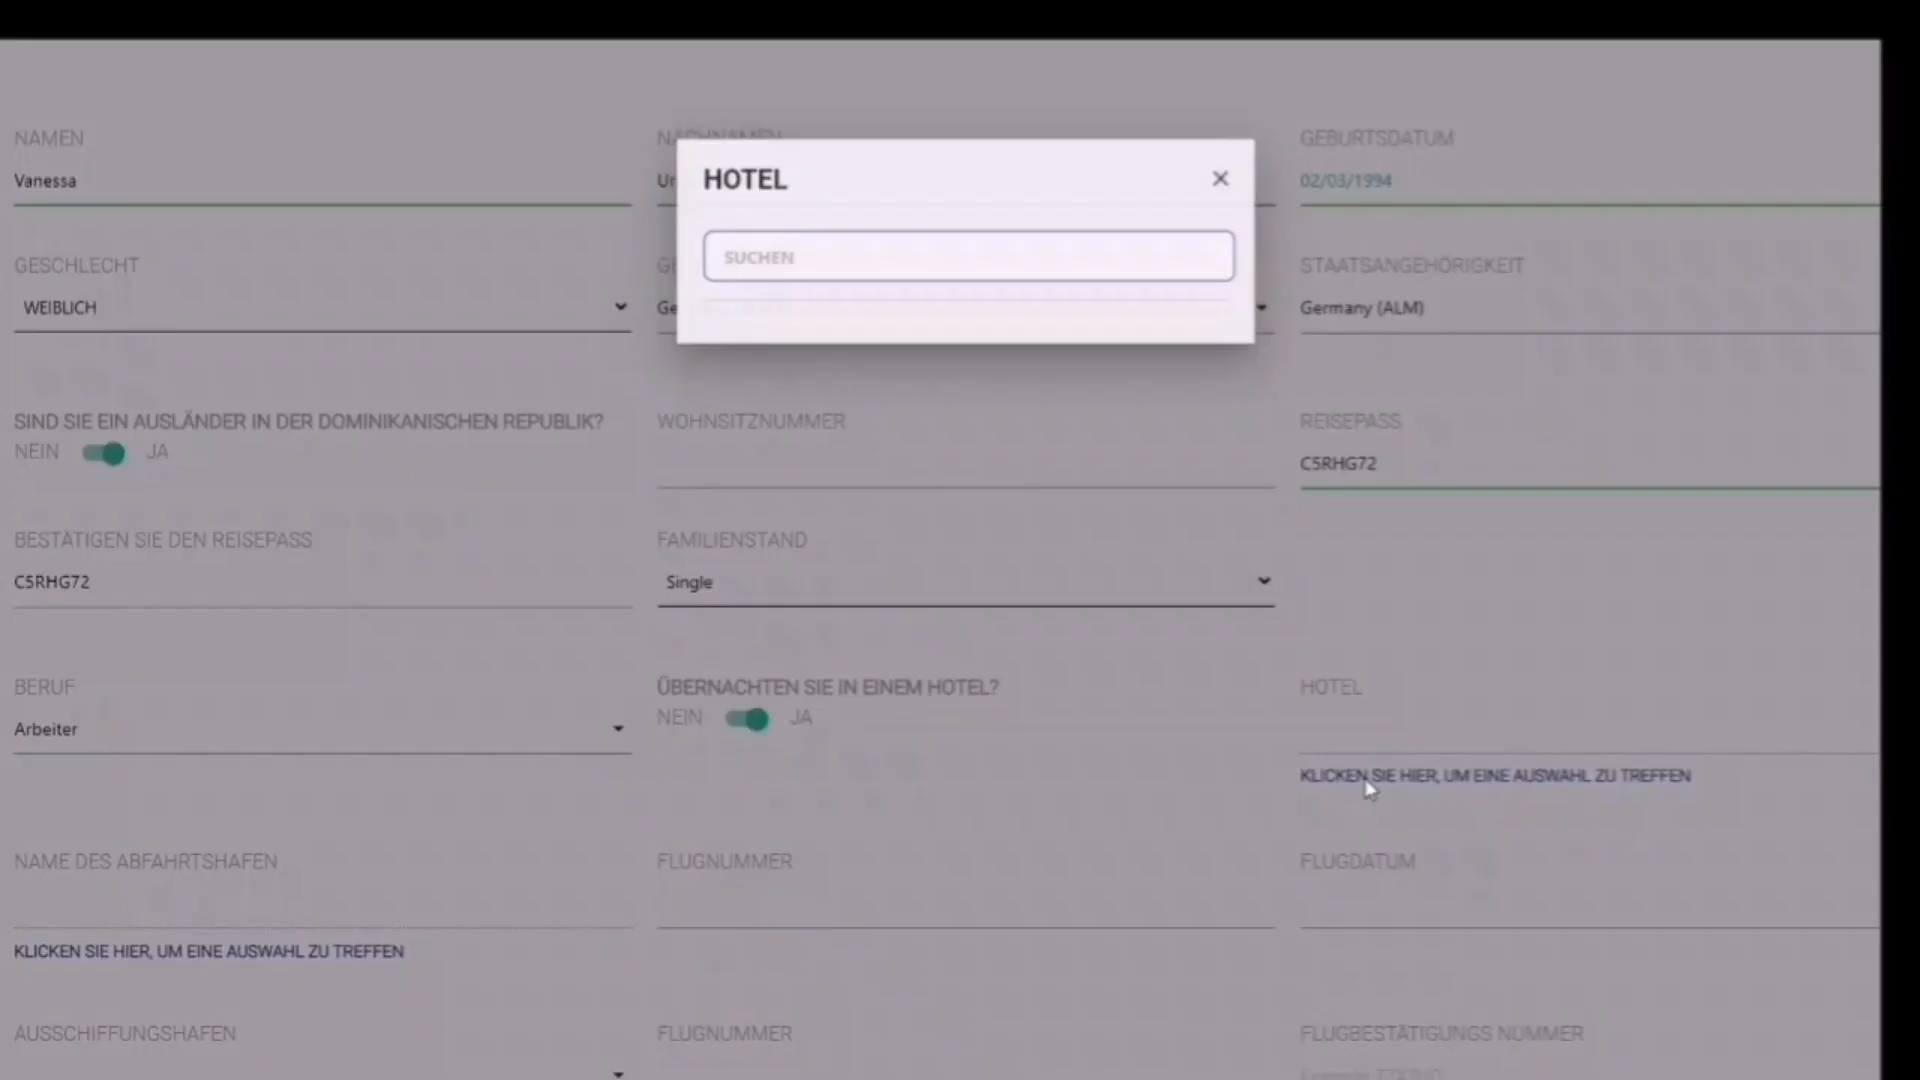 NAMEN
NACHNAMEN
GEBURTSDATUM
Vanessa
Ur
02/03/1994
HOTEL
SUCHEN
GESCHLECHT
STAATSANGEHÖRIGKEIT
WEIBLICH
Ge
Germany (ALM)
SIND SIE EIN AUSLÄNDER IN DER DOMINIKANISCHEN REPUBLIK?
WOHNSITZNUMMER
REISEPASS
NEIN JA
C5RHG72
BESTÄTIGEN SIE DEN REISEPASS
FAMILIENSTAND
C5RHG72
Single
BERUF
ÜBERNACHTEN SIE IN EINEM HOTEL?
HOTEL
Arbeiter
NEIN JA
KLICKEN SIE HIER, UM EINE AUSWAHL ZU TREFFEN
NAME DES ABFAHRTSHAFEN
FLUGNUMMER
FLUGDATUM
KLICKEN SIE HIER, UM EINE AUSWAHL ZU TREFFEN
AUSSCHIFFUNGSHAFEN
FLUGNUMMER
FLUGBESTÄTIGUNGS NUMMER